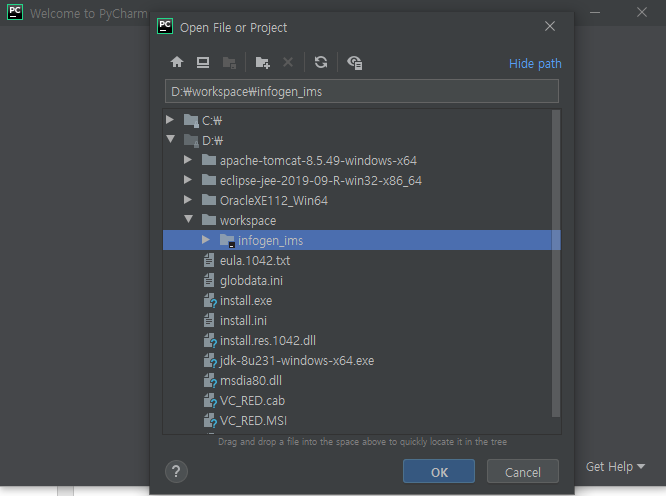 PC Welcome to PyCharm
PC Open File or Project
Hide path
D:₩workspace₩infogen_ims
C:₩
D:₩
apache-tomcat-8.5.49-windows-x64
eclipse-jee-2019-09-R-win32-x86_64
OracleXE112_Win64
workspace
infogen_ims
eula.1042.txt
globdata.ini
install.exe
install.ini
install.res.1042.dll
jdk-8u231-windows-x64.exe
msdia80.dll
VC_RED.cab
VC_RED.MSI
Drag and drop a file into the space above to quickly locate it in the tree
? OK Cancel
Get Help